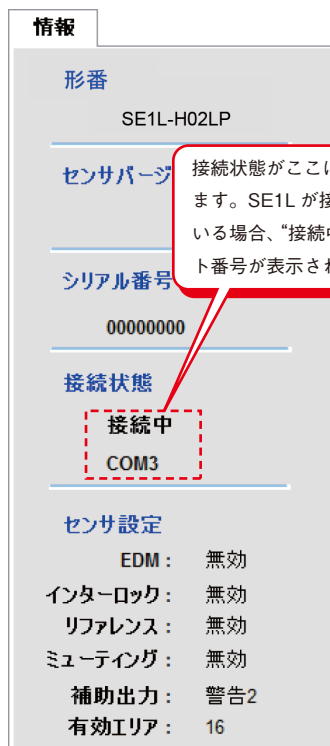 情報
形番
SE1L-H02LP
センサバージ
接続状態がここに
ます。SE1L が接
いる場合、“接続中
ト番号が表示され
シリアル番号
00000000
接続状態
接続中
COM3
センサ設定
EDM : 無効
インターロック : 無効
リファレンス : 無効
ミューティング : 無効
補助出力 : 警告2
有効エリア : 16